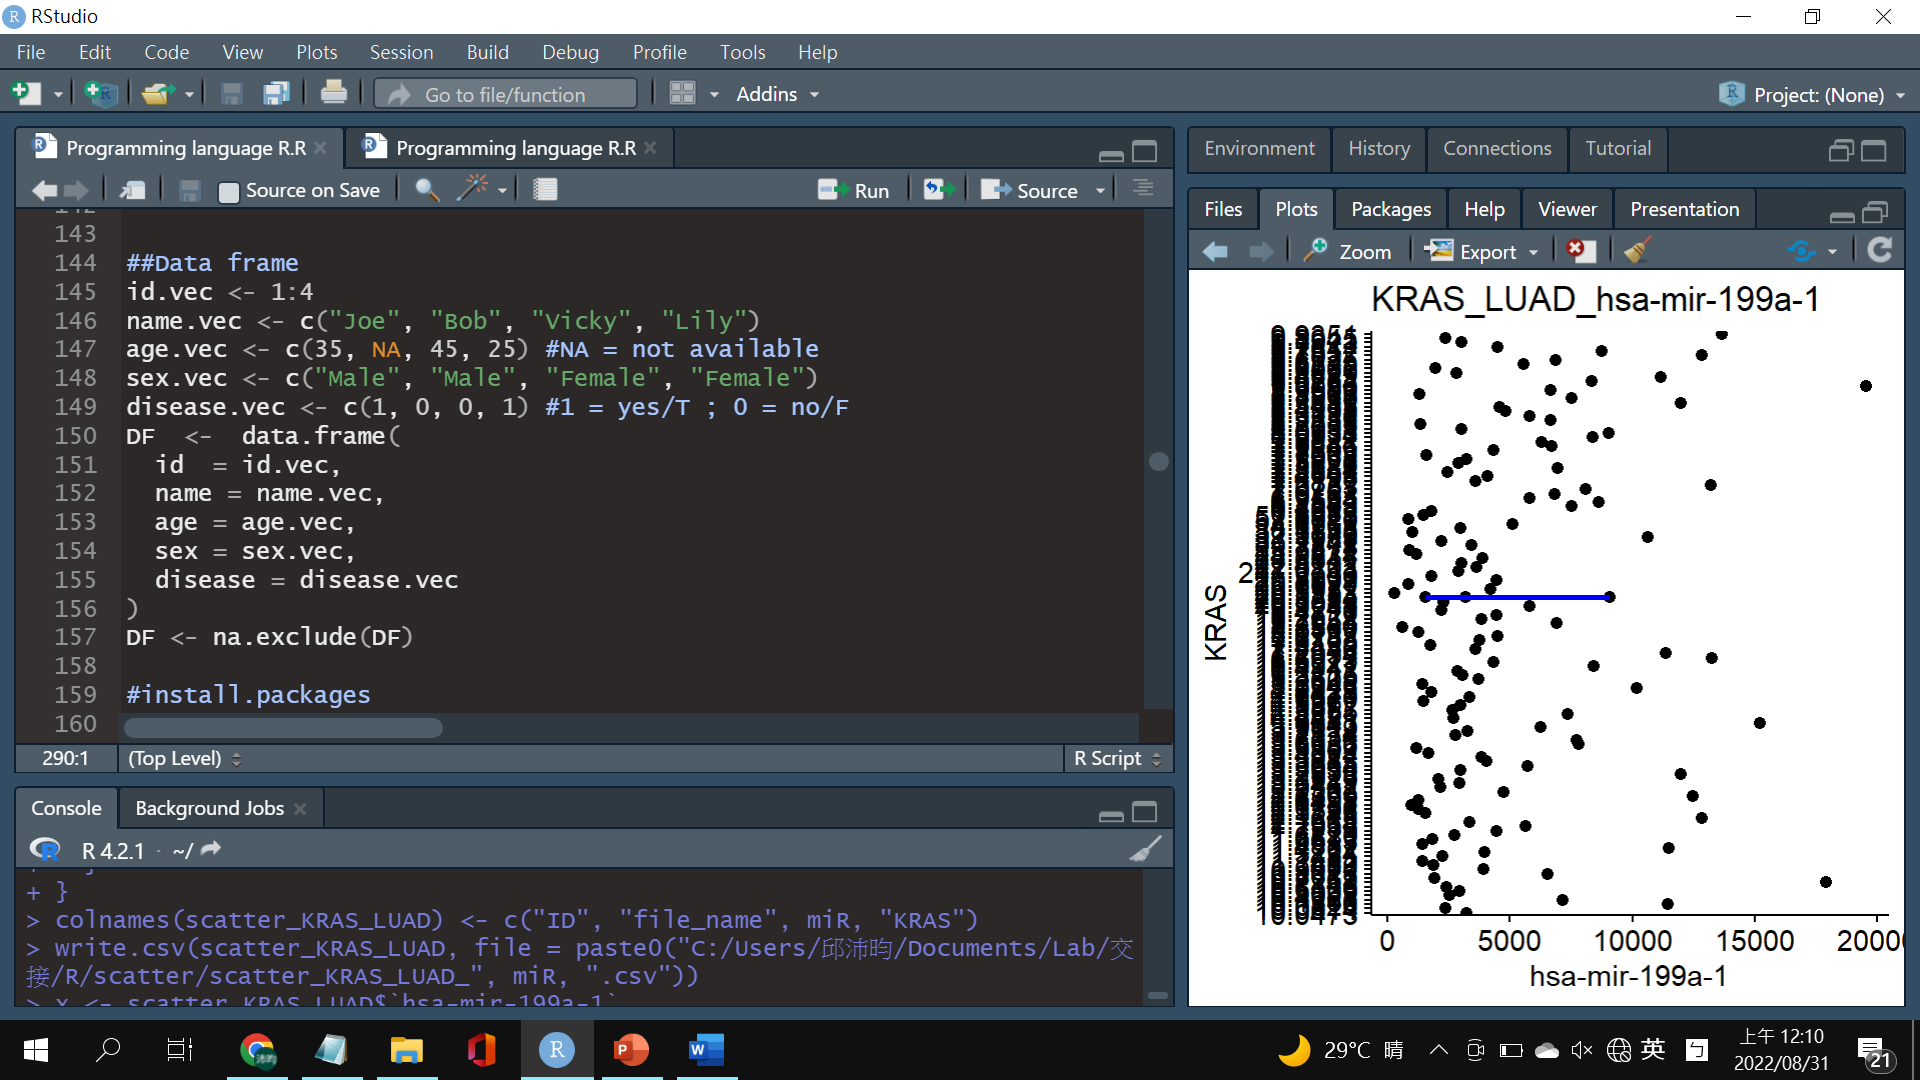 RStudio
File Edit Code View Plots Session Build Debug Profile Tools Help
Go to file/function Addins Project: (None)
Programming language R.R Programming language R.R
Source on Save Run Source
142
143
144 ##Data frame
145 id.vec <- 1:4
146 name.vec <- c("Joe", "Bob", "Vicky", "Lily")
147 age.vec <- c(35, NA, 45, 25) #NA = not available
148 sex.vec <- c("Male", "Male", "Female", "Female")
149 disease.vec <- c(1, 0, 0, 1) #1 = yes/T ; 0 = no/F
150 DF  <-  data.frame(
151   id  = id.vec,
152   name = name.vec,
153   age = age.vec,
154   sex = sex.vec,
155   disease = disease.vec
156 )
157 DF <- na.exclude(DF)
158
159 #install.packages
160
290:1 (Top Level) R Script
Console Background Jobs
R 4.2.1 · ~/
+ }
+ }
> colnames(scatter_KRAS_LUAD) <- c("ID", "file_name", miR, "KRAS")
> write.csv(scatter_KRAS_LUAD, file = paste0("C:/Users/邱沛昀/Documents/Lab/交
接/R/scatter/scatter_KRAS_LUAD_", miR, ".csv"))
> x <- scatter_KRAS_LUAD$`hsa-mir-199a-1`
Environment History Connections Tutorial
Files Plots Packages Help Viewer Presentation
Zoom Export
KRAS_LUAD_hsa-mir-199a-1
KRAS
0 5000 10000 15000 2000
hsa-mir-199a-1
29°C 晴 英 ㄅ 上午 12:10
2022/08/31
21